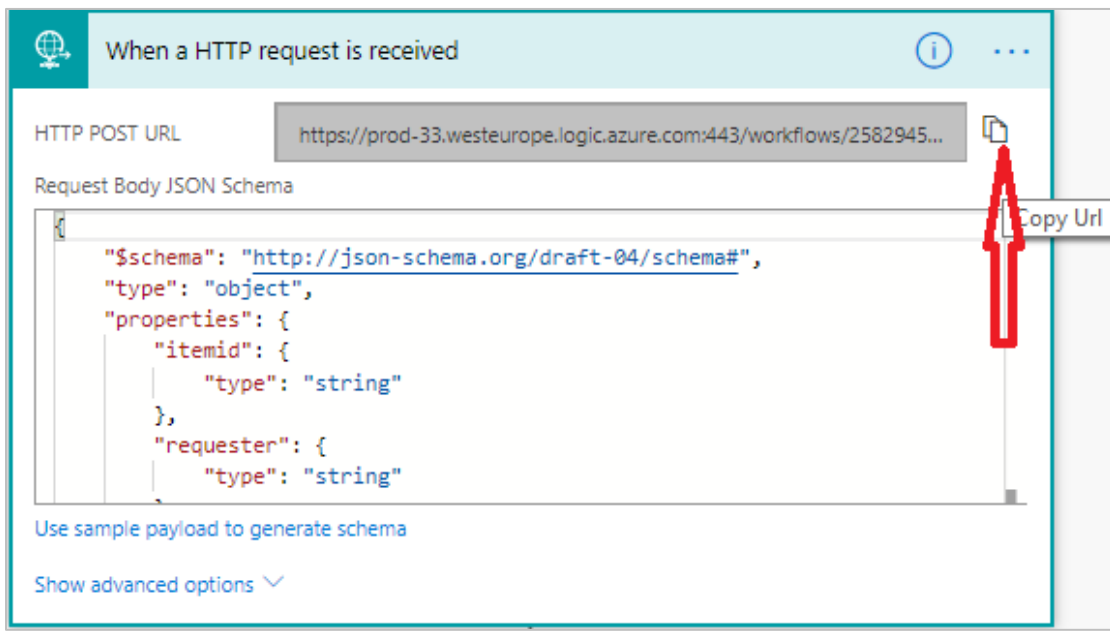 When a HTTP request is received
HTTP POST URL
https://prod-33.westeurope.logic.azure.com:443/workflows/2582945...
Request Body JSON Schema
Copy Url
{
"$schema": "http://json-schema.org/draft-04/schema#",
"type": "object",
"properties": {
"itemid": {
"type": "string"
},
"requester": {
"type": "string"
Use sample payload to generate schema
Show advanced options